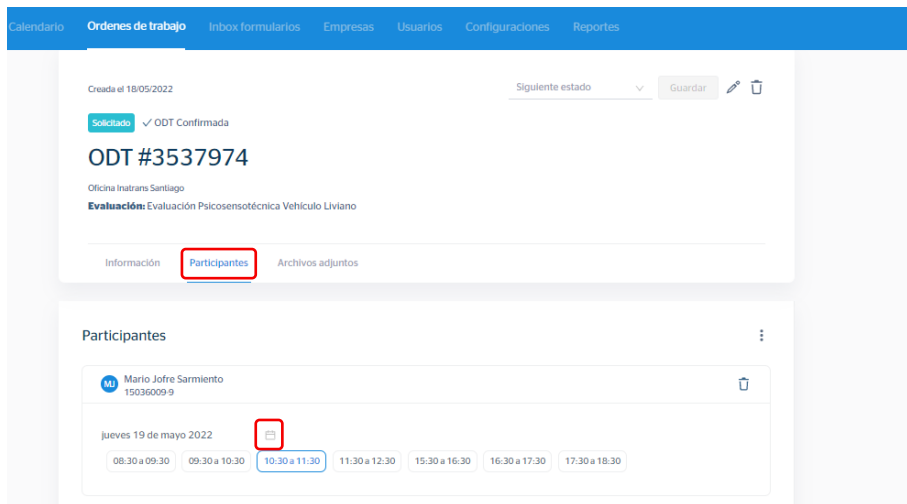 Calendario Ordenes de trabajo Inbox formularios Empresas Usuarios Configuraciones Reportes
Creada el 18/05/2022 Siguiente estado Guardar
Solicitado ODT Confirmada
ODT #3537974
Oficina Inatrans Santiago
Evaluación: Evaluación Psicosensotécnica Vehículo Liviano
Información Participantes Archivos adjuntos
Participantes
MJ Mario Jofre Sarmiento
15036009-9
jueves 19 de mayo 2022
08:30 a 09:30 09:30 a 10:30 10:30 a 11:30 11:30 a 12:30 15:30 a 16:30 16:30 a 17:30 17:30 a 18:30